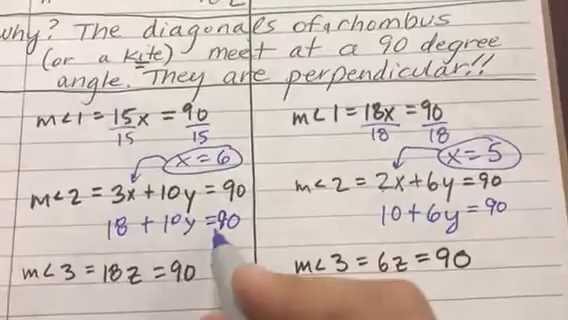 why? The diagonals of a rhombus
(or a kite) meet at a 90 degree
angle. They are perpendicular!!
m<1 = 15x = 90
15 15
x = 6
m<2 = 3x + 10y = 90
18 + 10y = 90
m<3 = 18z = 90
m<1 = 18x = 90
18 18
x = 5
m<2 = 2x + 6y = 90
10 + 6y = 90
m<3 = 6z = 90